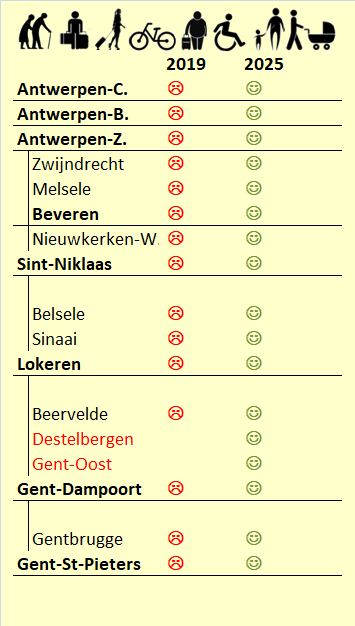 2019 2025
Antwerpen-C. ☹ ☺
Antwerpen-B. ☹ ☺
Antwerpen-Z. ☹ ☺
Zwijndrecht ☹ ☺
Melsele ☹ ☺
Beveren ☹ ☺
Nieuwkerken-W. ☹ ☺
Sint-Niklaas ☹ ☺
Belsele ☹ ☺
Sinaai ☹ ☺
Lokeren ☹ ☺
Beervelde ☹ ☺
Destelbergen ☺
Gent-Oost ☺
Gent-Dampoort ☹ ☺
Gentbrugge ☹ ☺
Gent-St-Pieters ☹ ☺